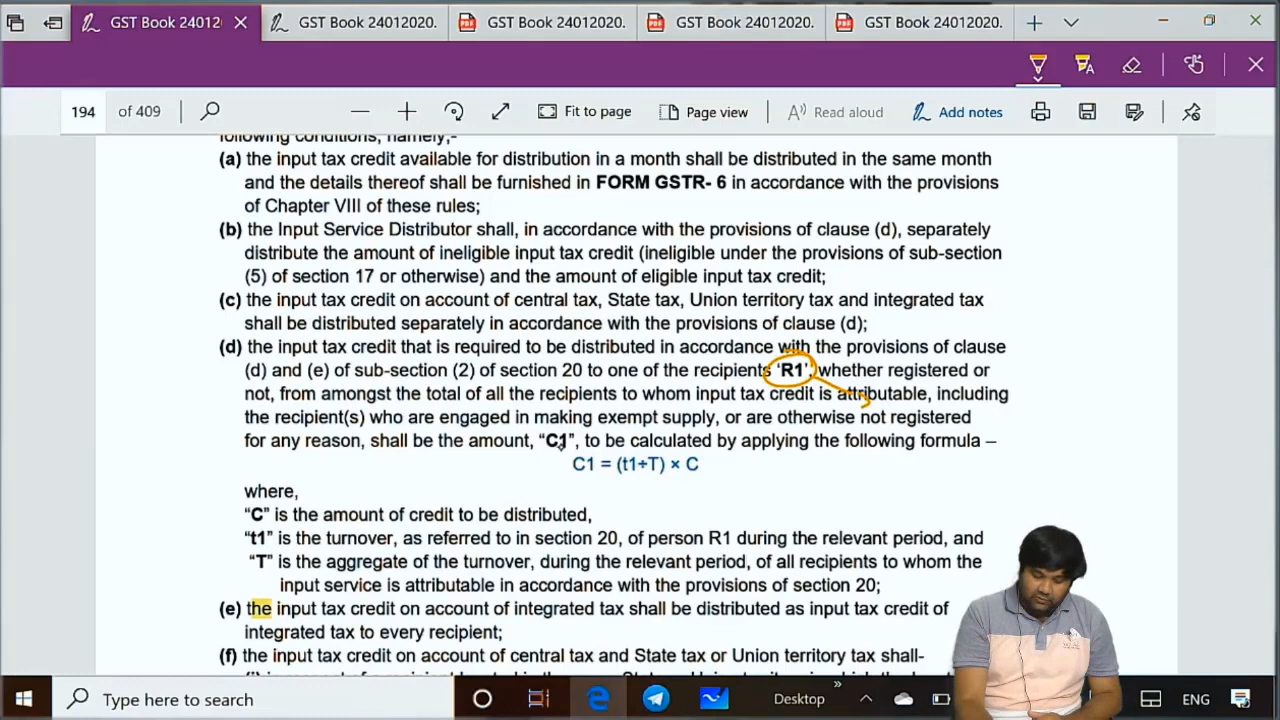 GST Book 24012
GST Book 24012020.
GST Book 24012020.
GST Book 24012020.
GST Book 24012020.
194 of 409
Fit to page
Page view
Read aloud
Add notes
following conditions, namely,-
(a) the input tax credit available for distribution in a month shall be distributed in the same month
and the details thereof shall be furnished in FORM GSTR- 6 in accordance with the provisions
of Chapter VIII of these rules;
(b) the Input Service Distributor shall, in accordance with the provisions of clause (d), separately
distribute the amount of ineligible input tax credit (ineligible under the provisions of sub-section
(5) of section 17 or otherwise) and the amount of eligible input tax credit;
(c) the input tax credit on account of central tax, State tax, Union territory tax and integrated tax
shall be distributed separately in accordance with the provisions of clause (d);
(d) the input tax credit that is required to be distributed in accordance with the provisions of clause
(d) and (e) of sub-section (2) of section 20 to one of the recipients ‘R1’, whether registered or
not, from amongst the total of all the recipients to whom input tax credit is attributable, including
the recipient(s) who are engaged in making exempt supply, or are otherwise not registered
for any reason, shall be the amount, “C1”, to be calculated by applying the following formula –
C1 = (t1+T) × C
where,
“C” is the amount of credit to be distributed,
“t1” is the turnover, as referred to in section 20, of person R1 during the relevant period, and
“T” is the aggregate of the turnover, during the relevant period, of all recipients to whom the
input service is attributable in accordance with the provisions of section 20;
(e) the input tax credit on account of integrated tax shall be distributed as input tax credit of
integrated tax to every recipient;
(f) the input tax credit on account of central tax and State tax or Union territory tax shall-
Type here to search
Desktop
ENG